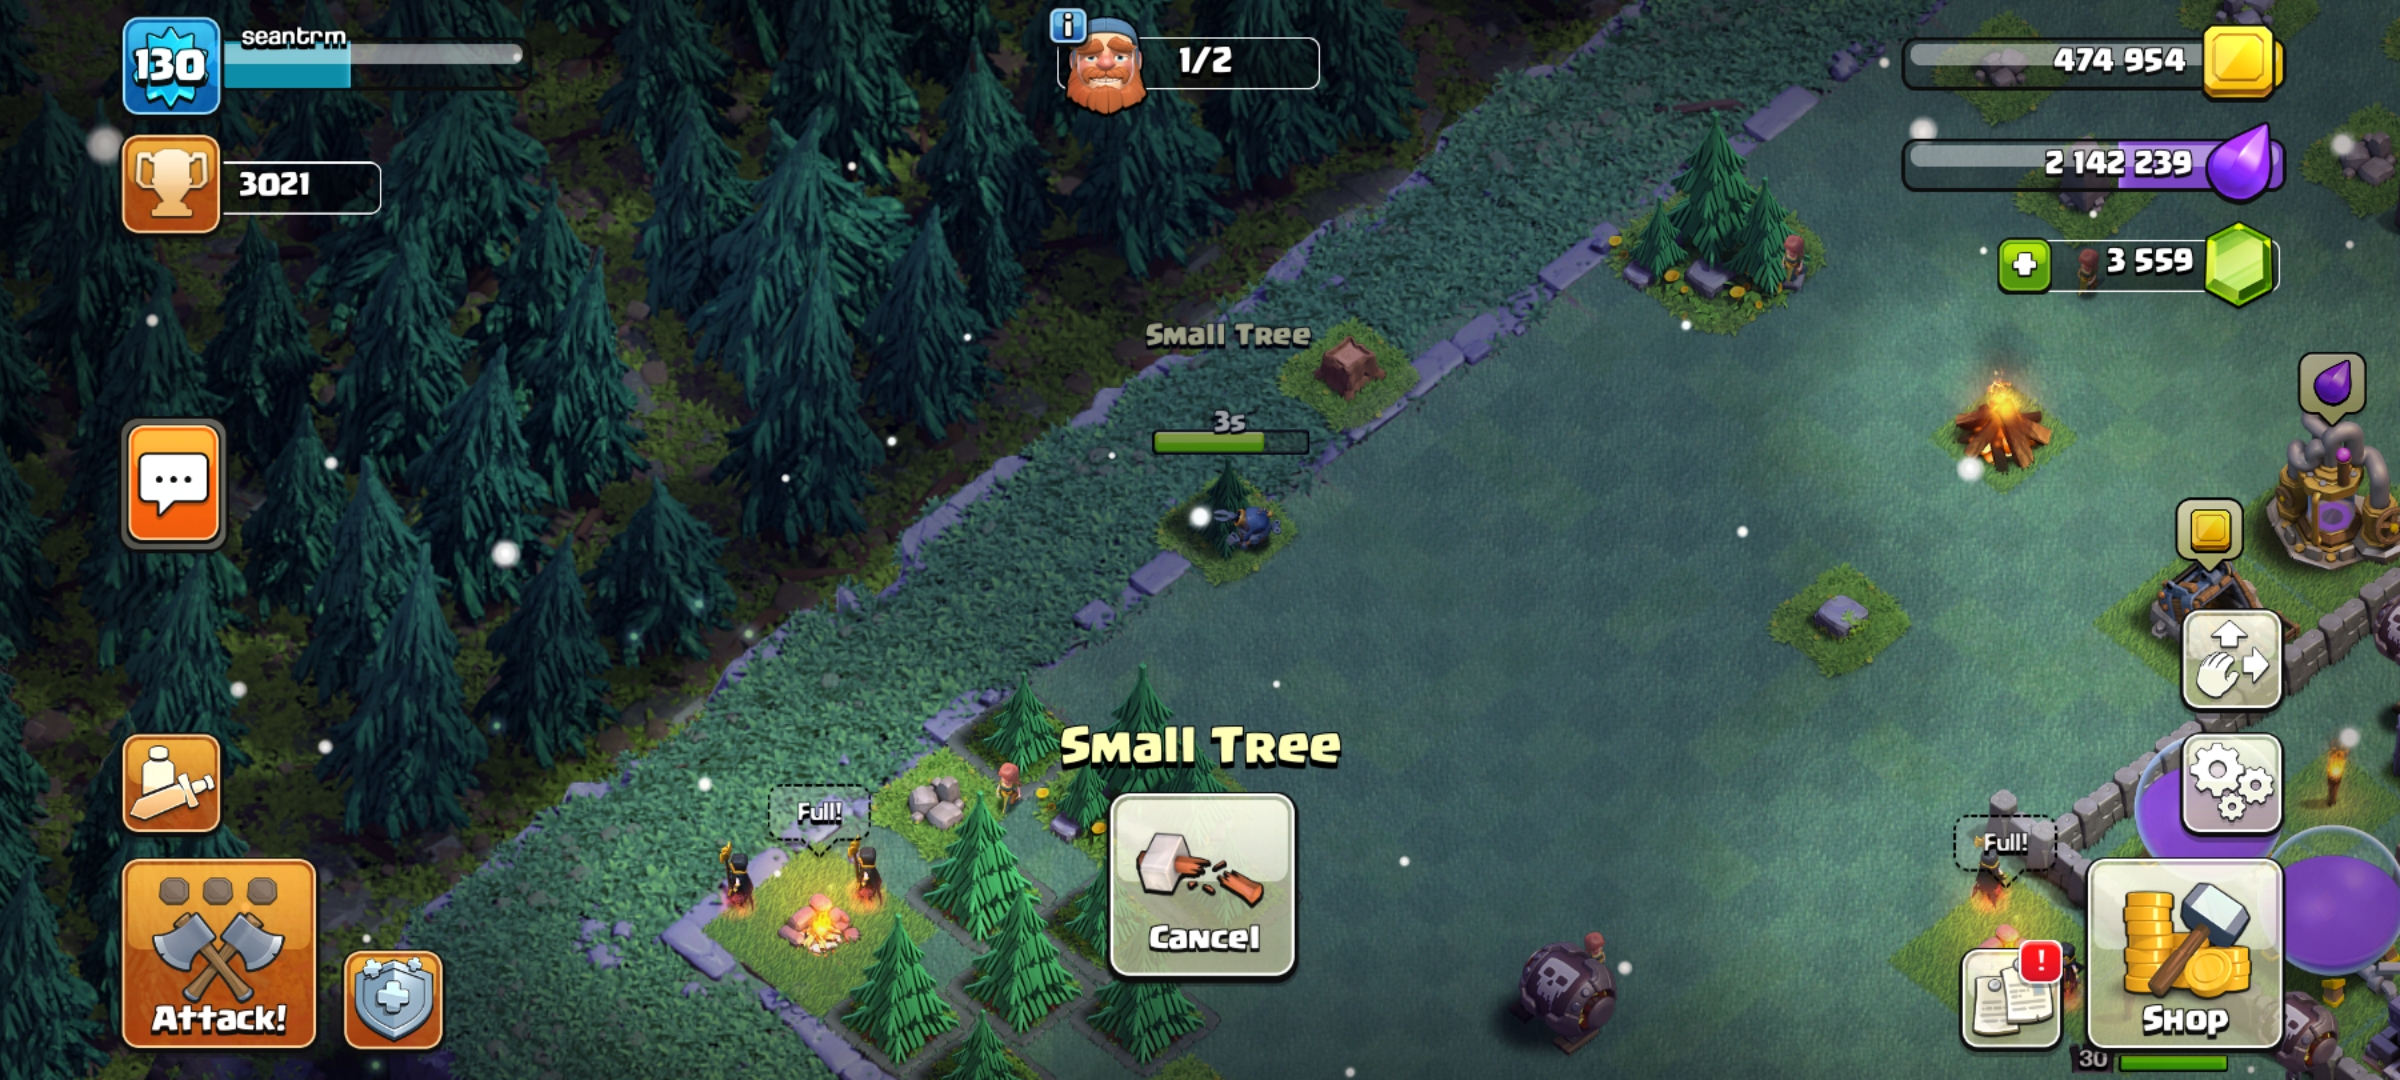 130
seantrm
1/2
474 954
3021
2 142 239
3 559
Small Tree
3s
Small Tree
Full!
Full!
Cancel
!
Attack!
Shop
30